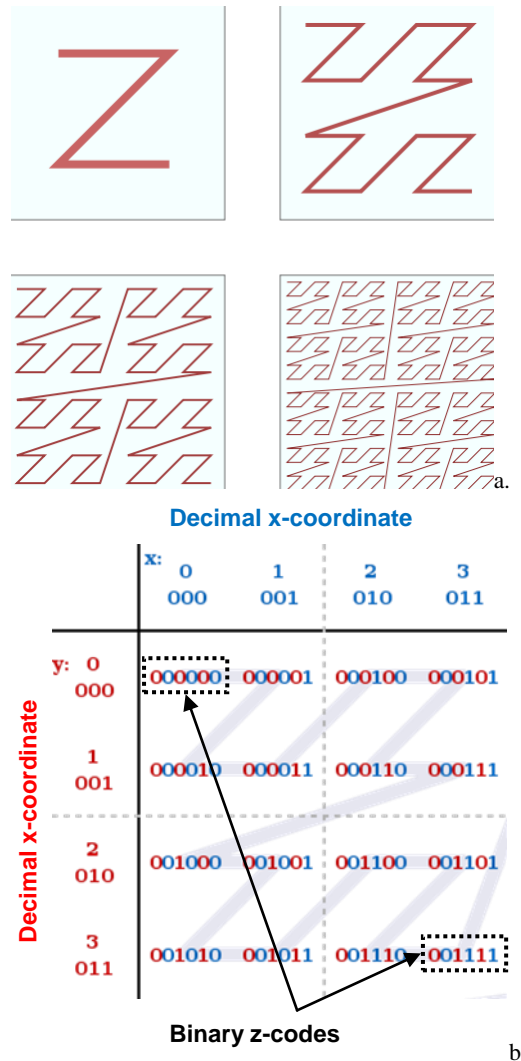 a.
Decimal x-coordinate
x: 0 1 2 3
000 001 010 011
y: 0 000000 000001 000100 000101
000
1 000010 000011 000110 000111
001
2 001000 001001 001100 001101
010
3 001010 001011 001110 001111
011
Decimal x-coordinate
Binary z-codes
b